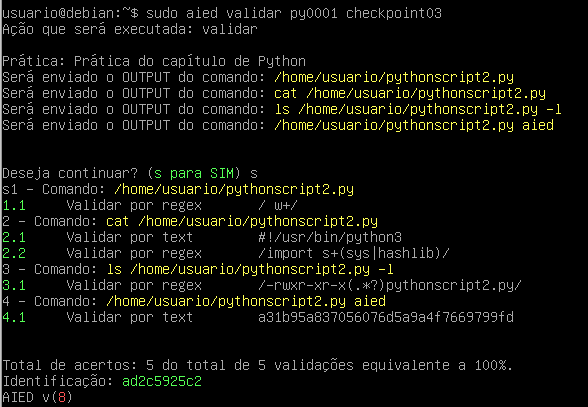 usuario@debian:~$ sudo aied validar py0001 checkpoint03
Ação que será executada: validar
Prática: Prática do capítulo de Python
Será enviado o OUTPUT do comando: /home/usuario/pythonscript2.py
Será enviado o OUTPUT do comando: cat /home/usuario/pythonscript2.py
Será enviado o OUTPUT do comando: ls /home/usuario/pythonscript2.py -l
Será enviado o OUTPUT do comando: /home/usuario/pythonscript2.py aied
Deseja continuar? (s para SIM) s
s1 - Comando: /home/usuario/pythonscript2.py
1.1 Validar por regex / w+/
2 - Comando: cat /home/usuario/pythonscript2.py
2.1 Validar por text #!/usr/bin/python3
2.2 Validar por regex /import s+(sys|hashlib)/
3 - Comando: ls /home/usuario/pythonscript2.py -l
3.1 Validar por regex /-rwxr-xr-x(.*?)pythonscript2.py/
4 - Comando: /home/usuario/pythonscript2.py aied
4.1 Validar por text a31b95a837056076d5a9a4f7669799fd
Total de acertos: 5 do total de 5 validações equivalente a 100%.
Identificação: ad2c5925c2
AIED v(8)